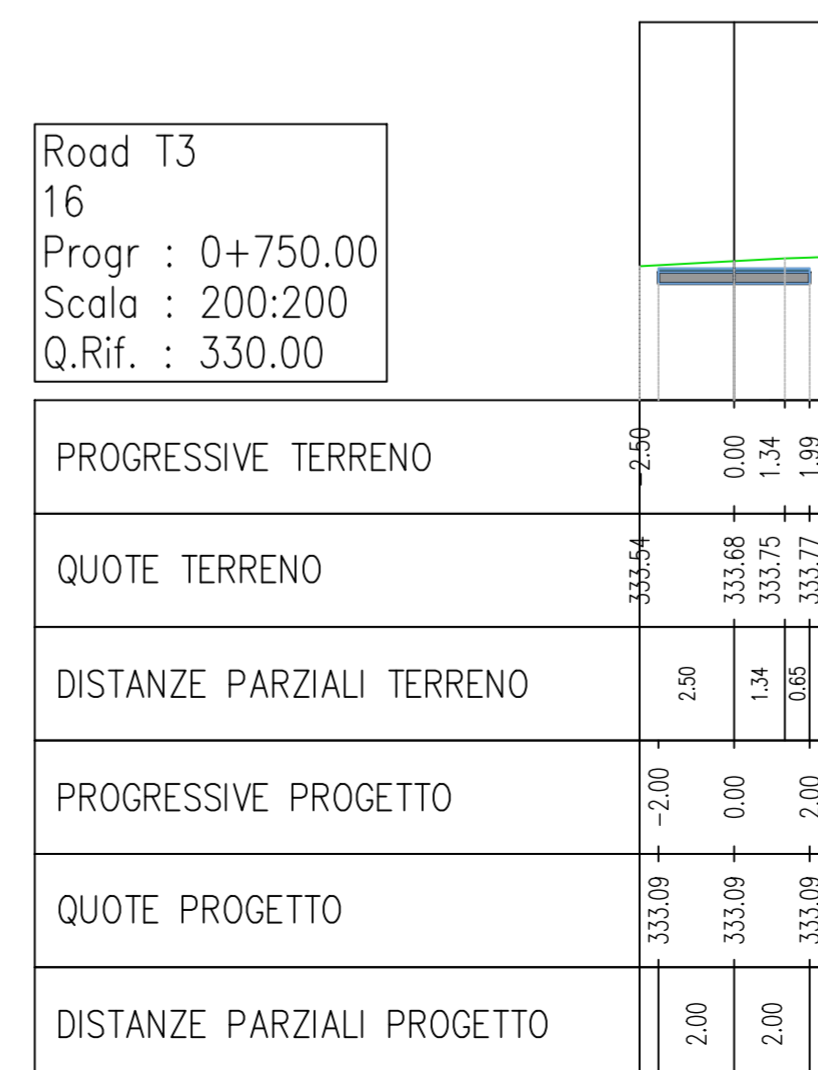 Road T3
16
Progr : 0+750.00
Scala : 200:200
Q.Rif. : 330.00
PROGRESSIVE TERRENO -2.50 0.00 1.34 1.99
QUOTE TERRENO 333.54 333.68 333.75 333.77
DISTANZE PARZIALI TERRENO 2.50 1.34 0.65
PROGRESSIVE PROGETTO -2.00 0.00 2.00
QUOTE PROGETTO 333.09 333.09 333.09
DISTANZE PARZIALI PROGETTO 2.00 2.00